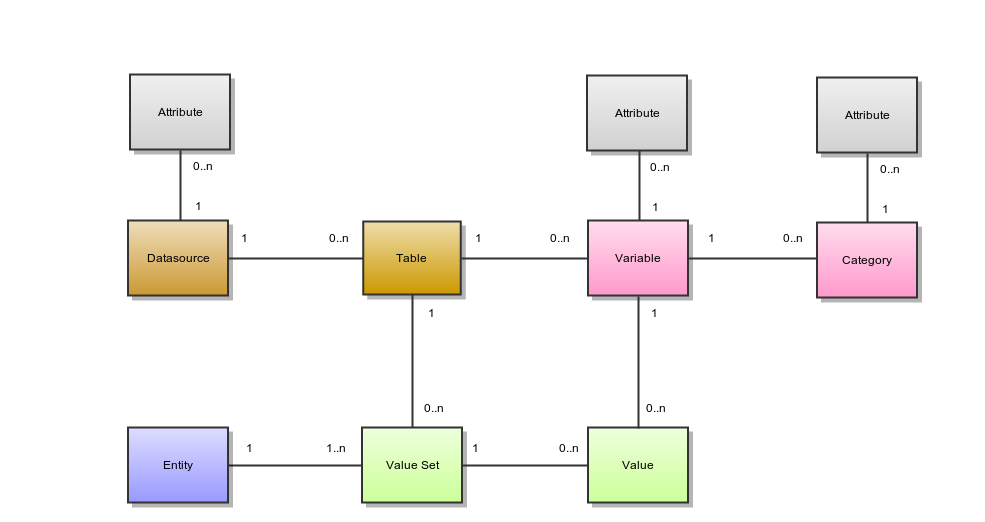 Attribute
Attribute
Attribute
0..n
0..n
0..n
1
1
1
Datasource
1
0..n
Table
1
0..n
Variable
1
0..n
Category
1
1
0..n
0..n
Entity
1
1..n
Value Set
1
0..n
Value